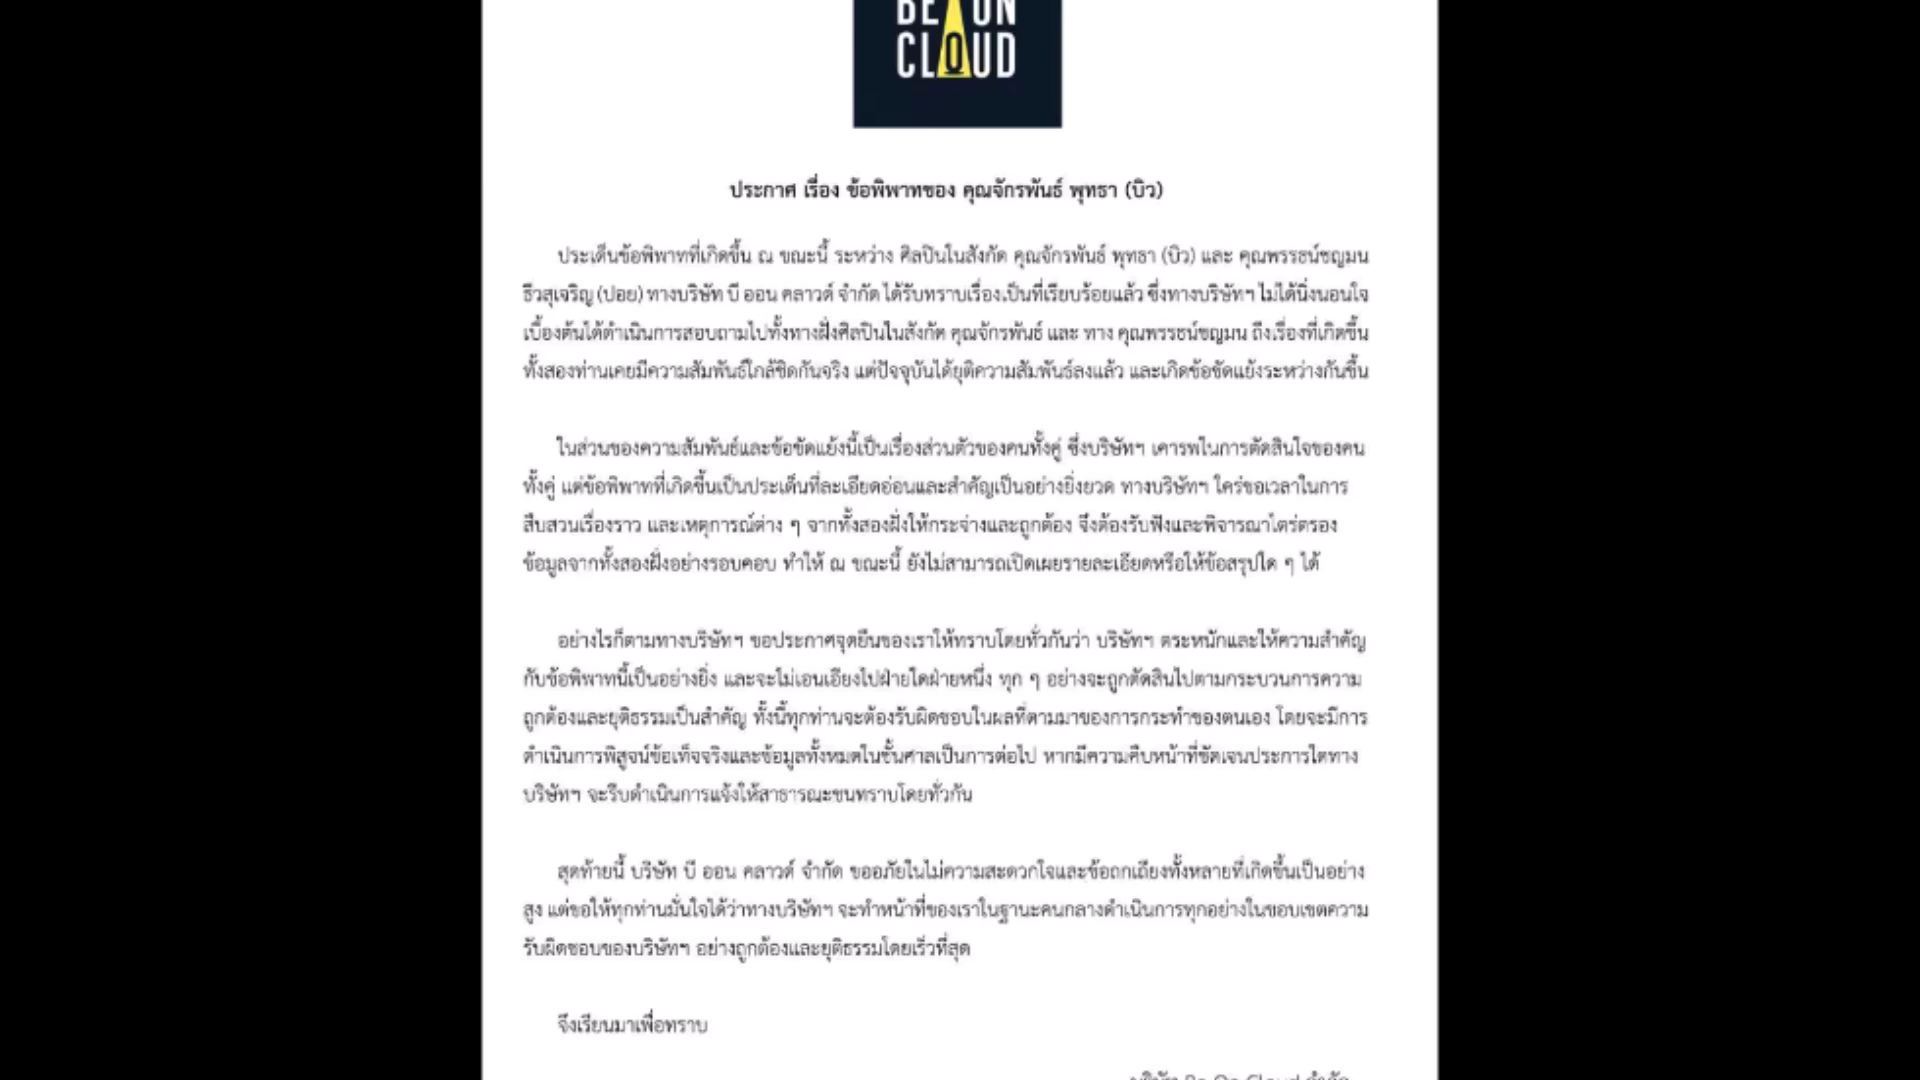 BE ON
CLOUD
ประกาศ เรื่อง ข้อพิพาทของ คุณจักรพันธ์ พุทธา (บิว)
ประเด็นข้อพิพาทที่เกิดขึ้น ณ ขณะนี้ ระหว่าง ศิลปินในสังกัด คุณจักรพันธ์ พุทธา (บิว) และ คุณพรรธน์ชญมน
ธีวสุเจริญ (ปอย) ทางบริษัท บี ออน คลาวด์ จำกัด ได้รับทราบเรื่องเป็นที่เรียบร้อยแล้ว ซึ่งทางบริษัทฯ ไม่ได้นิ่งนอนใจ
เบื้องต้นได้ดำเนินการสอบถามไปทั้งทางฝั่งศิลปินในสังกัด คุณจักรพันธ์ และ ทาง คุณพรรธน์ชญมน ถึงเรื่องที่เกิดขึ้น
ทั้งสองท่านเคยมีความสัมพันธ์ใกล้ชิดกันจริง แต่ปัจจุบันได้ยุติความสัมพันธ์ลงแล้ว และเกิดข้อขัดแย้งระหว่างกันขึ้น
ในส่วนของความสัมพันธ์และข้อขัดแย้งนี้เป็นเรื่องส่วนตัวของคนทั้งคู่ ซึ่งบริษัทฯ เคารพในการตัดสินใจของคน
ทั้งคู่ แต่ข้อพิพาทที่เกิดขึ้นเป็นประเด็นที่ละเอียดอ่อนและสำคัญเป็นอย่างยิ่งยวด ทางบริษัทฯ ใคร่ขอเวลาในการ
สืบสวนเรื่องราว และเหตุการณ์ต่าง ๆ จากทั้งสองฝั่งให้กระจ่างและถูกต้อง จึงต้องรับฟังและพิจารณาไตร่ตรอง
ข้อมูลจากทั้งสองฝั่งอย่างรอบคอบ ทำให้ ณ ขณะนี้ ยังไม่สามารถเปิดเผยรายละเอียดหรือให้ข้อสรุปใด ๆ ได้
อย่างไรก็ตามทางบริษัทฯ ขอประกาศจุดยืนของเราให้ทราบโดยทั่วกันว่า บริษัทฯ ตระหนักและให้ความสำคัญ
กับข้อพิพาทนี้เป็นอย่างยิ่ง และจะไม่เอนเอียงไปฝ่ายใดฝ่ายหนึ่ง ทุก ๆ อย่างจะถูกตัดสินไปตามกระบวนการความ
ถูกต้องและยุติธรรมเป็นสำคัญ ทั้งนี้ทุกท่านจะต้องรับผิดชอบในผลที่ตามมาของการกระทำของตนเอง โดยจะมีการ
ดำเนินการพิสูจน์ข้อเท็จจริงและข้อมูลทั้งหมดในชั้นศาลเป็นการต่อไป หากมีความคืบหน้าที่ชัดเจนประการใดทาง
บริษัทฯ จะรีบดำเนินการแจ้งให้สาธารณะชนทราบโดยทั่วกัน
สุดท้ายนี้ บริษัท บี ออน คลาวด์ จำกัด ขออภัยในไม่ความสะดวกใจและข้อถกเถียงทั้งหลายที่เกิดขึ้นเป็นอย่าง
สูง แต่ขอให้ทุกท่านมั่นใจได้ว่าทางบริษัทฯ จะทำหน้าที่ของเราในฐานะคนกลางดำเนินการทุกอย่างในขอบเขตความ
รับผิดชอบของบริษัทฯ อย่างถูกต้องและยุติธรรมโดยเร็วที่สุด
จึงเรียนมาเพื่อทราบ
บริษัท Be On Cloud จำกัด